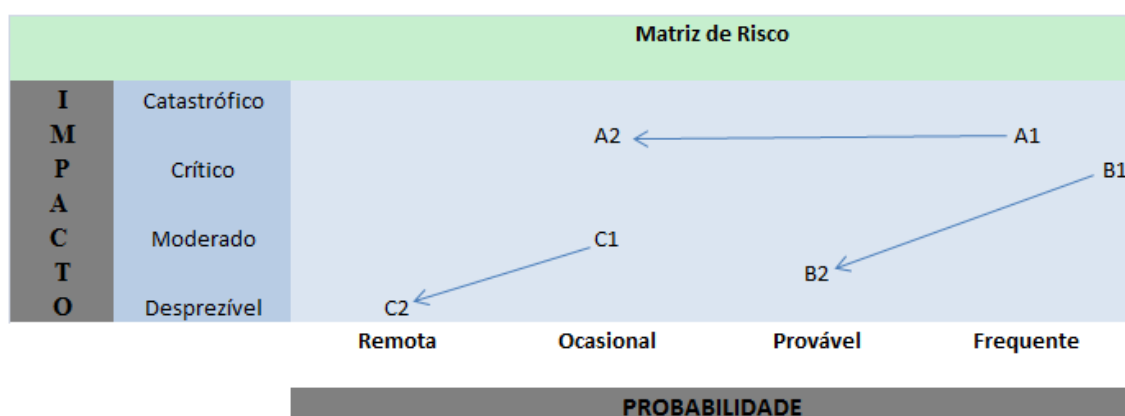 Matriz de Risco
I Catastrófico
M A2 A1
P Crítico B1
A
C Moderado C1
T B2
O Desprezível C2
Remota Ocasional Provável Frequente
PROBABILIDADE